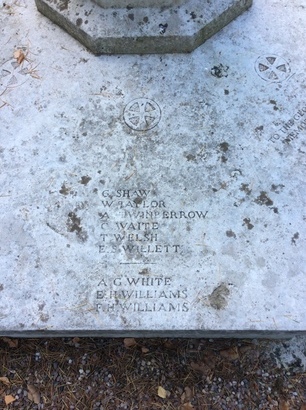 G. SHAW
W. TAYLOR
C. WAITE
T. WELSH
E. S. WILLETT
A. G. WHITE
E. H. WILLIAMS
F. H. WILLIAMS